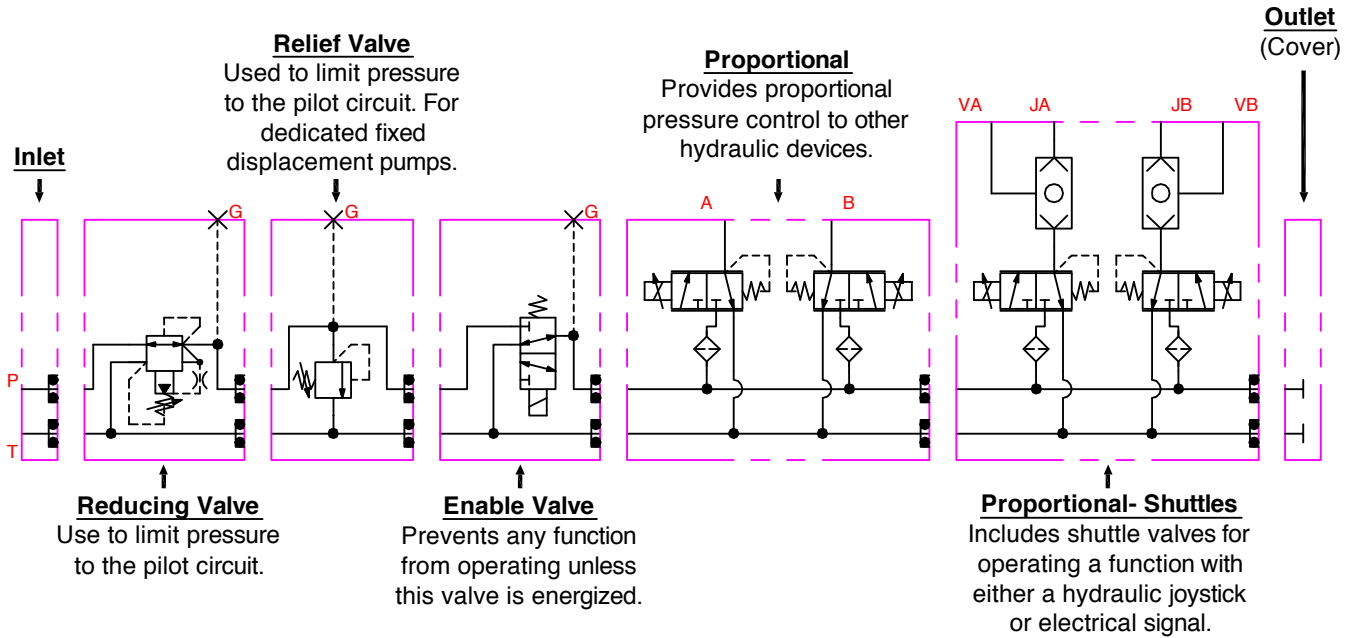 Outlet
(Cover)
Relief Valve
Used to limit pressure
to the pilot circuit. For
dedicated fixed
displacement pumps.
Proportional
Provides proportional
pressure control to other
hydraulic devices.
VA JA JB VB
Inlet
G G G A B
P
T
Reducing Valve
Use to limit pressure
to the pilot circuit.
Enable Valve
Prevents any function
from operating unless
this valve is energized.
Proportional- Shuttles
Includes shuttle valves for
operating a function with
either a hydraulic joystick
or electrical signal.